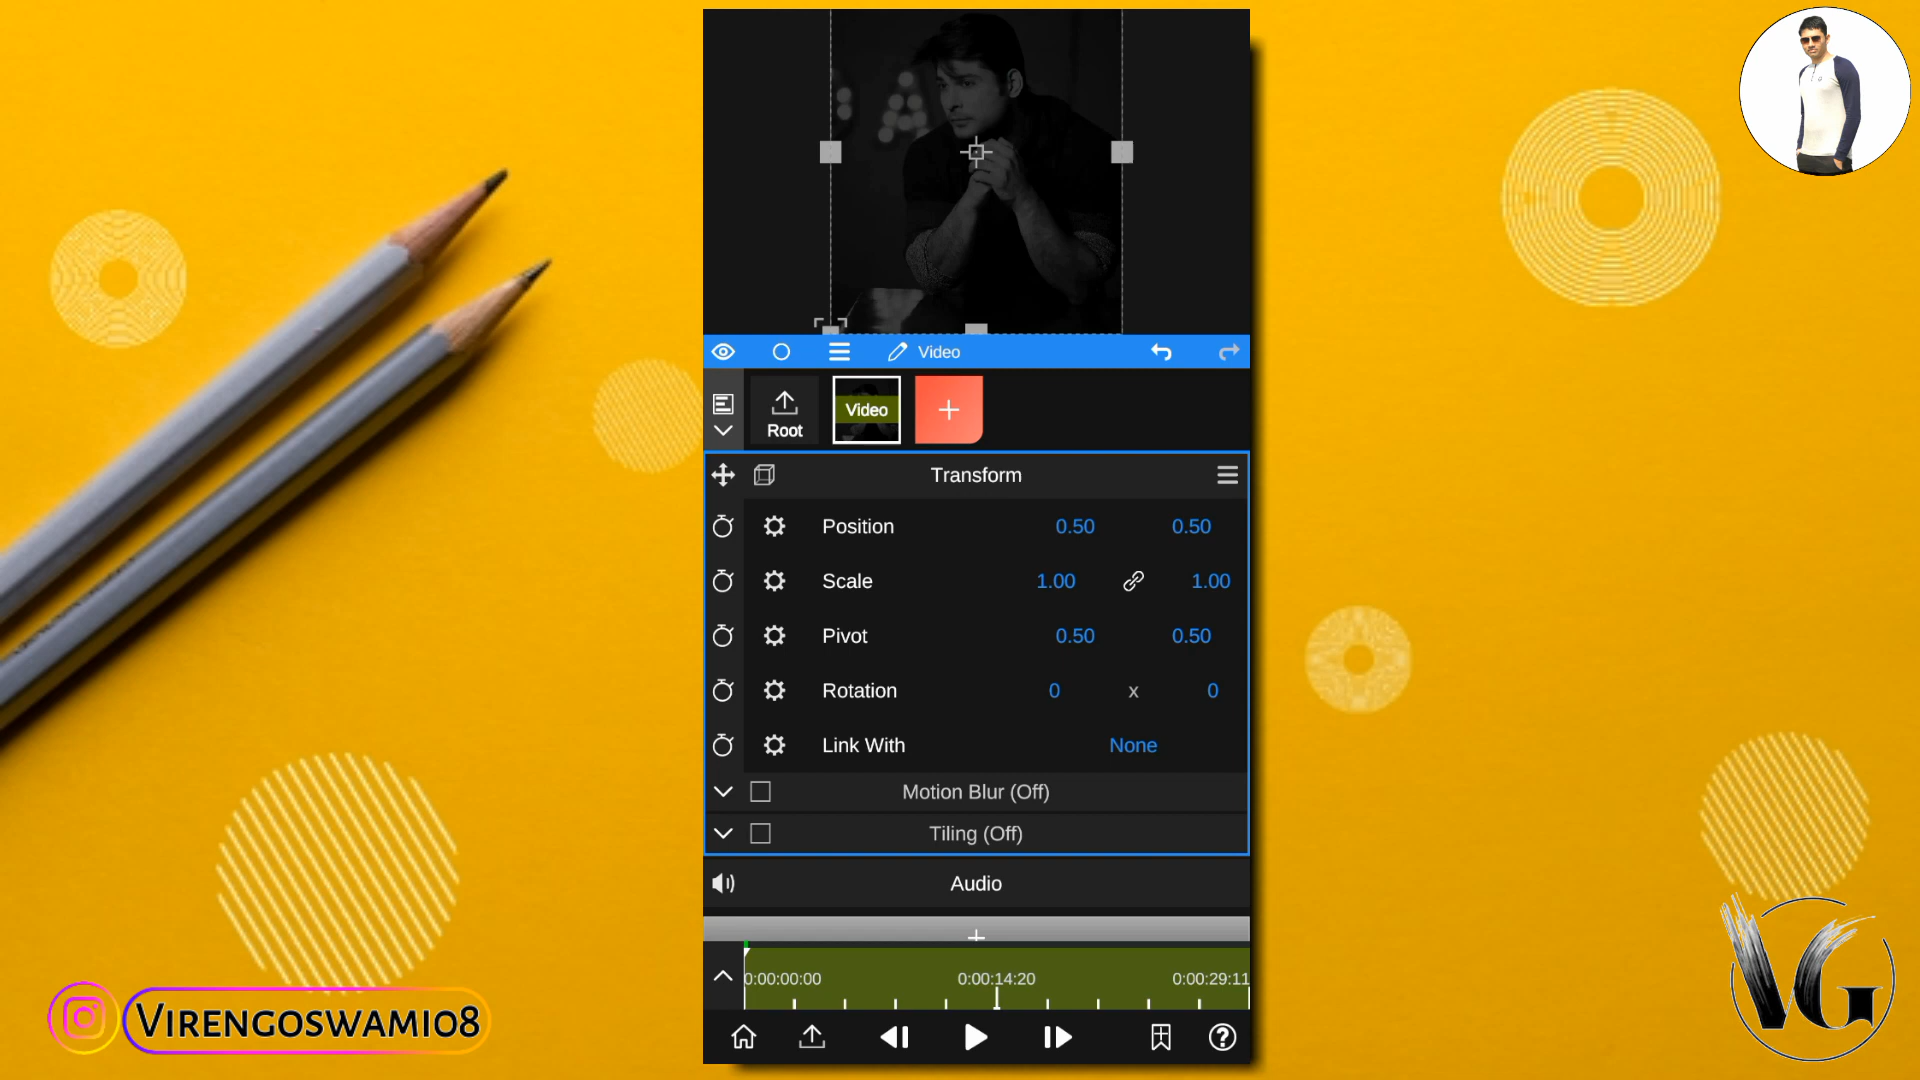 Video
Root
Video
Transform
Position 0.50 0.50
Scale 1.00 1.00
Pivot 0.50 0.50
Rotation 0 x 0
Link With None
Motion Blur (Off)
Tiling (Off)
Audio
0:00:00:00 0:00:14:20 0:00:29:11
VIRENGOSWAMI08
VG